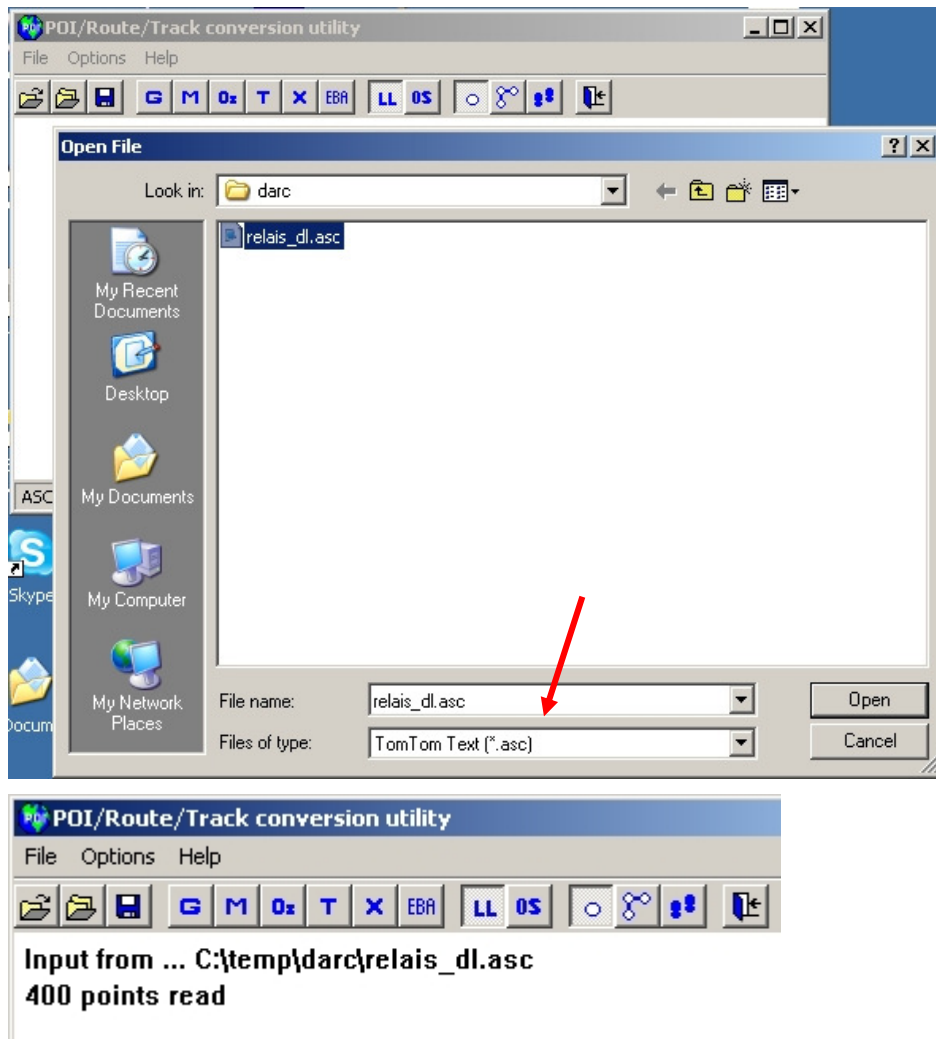 POI/Route/Track conversion utility
File Options Help
G M Oz T X EBA LL OS
Open File
Look in: darc
relais_dl.asc
My Recent
Documents
Desktop
My Documents
My Computer
My Network
Places
ASC
Skype
Docum
File name: relais_dl.asc Open
Files of type: TomTom Text (*.asc) Cancel
POI/Route/Track conversion utility
File Options Help
G M Oz T X EBA LL OS
Input from ... C:\temp\darc\relais_dl.asc
400 points read